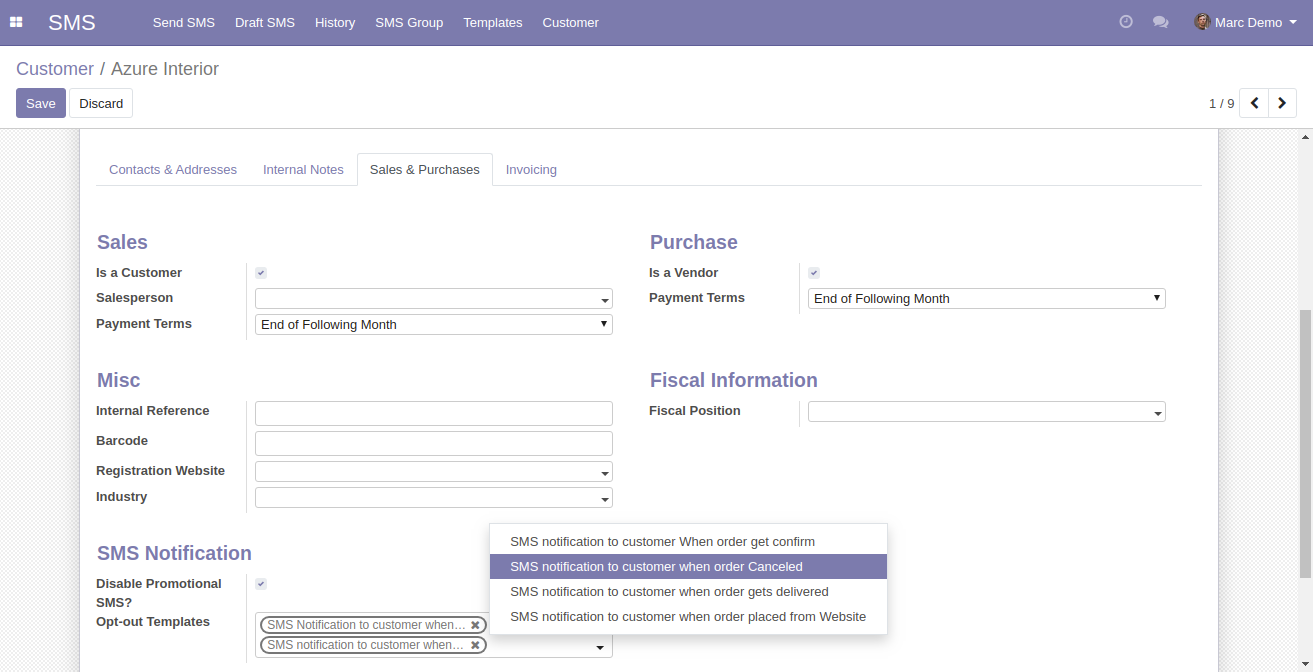 SMS Send SMS Draft SMS History SMS Group Templates Customer Marc Demo
Customer / Azure Interior
Save Discard 1 / 9
Contacts & Addresses Internal Notes Sales & Purchases Invoicing
Sales Purchase
Is a Customer Is a Vendor
Salesperson Payment Terms End of Following Month
Payment Terms End of Following Month
Misc Fiscal Information
Internal Reference Fiscal Position
Barcode
Registration Website
Industry
SMS Notification
SMS notification to customer When order get confirm
SMS notification to customer when order Canceled
SMS notification to customer when order gets delivered
SMS notification to customer when order placed from Website
Disable Promotional
SMS?
Opt-out Templates SMS Notification to customer when...
SMS notification to customer when...